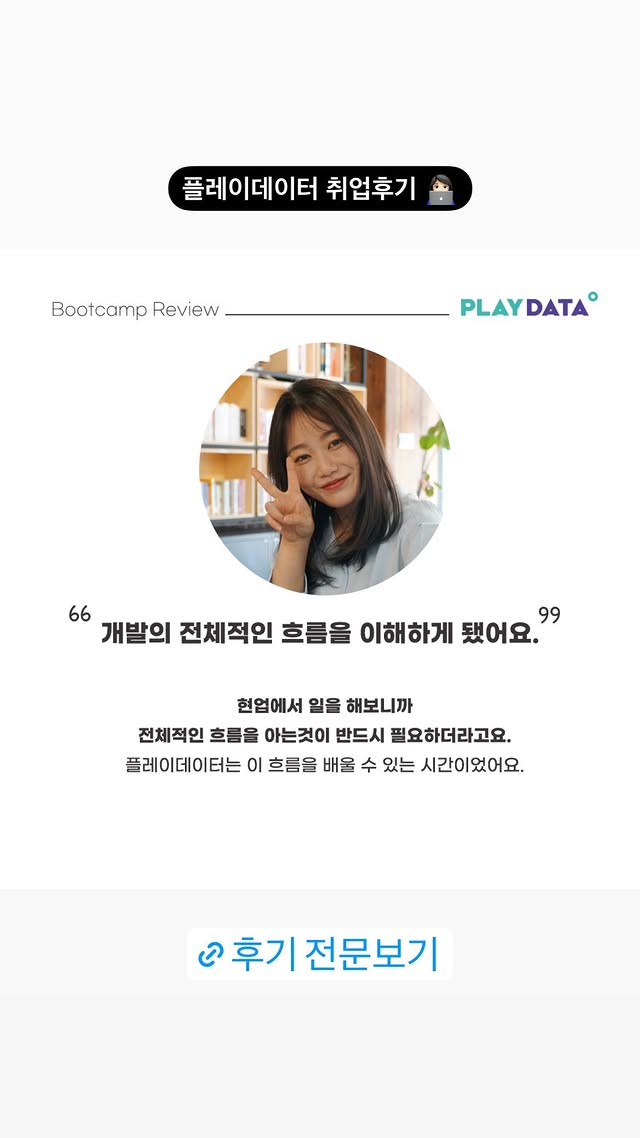 플레이데이터 취업후기 👩🏻‍💻
Bootcamp Review
PLAYDATA
“개발의 전체적인 흐름을 이해하게 됐어요.”
현업에서 일을 해보니까
전체적인 흐름을 아는것이 반드시 필요하더라고요.
플레이데이터는 이 흐름을 배울 수 있는 시간이었어요.
후기 전문보기